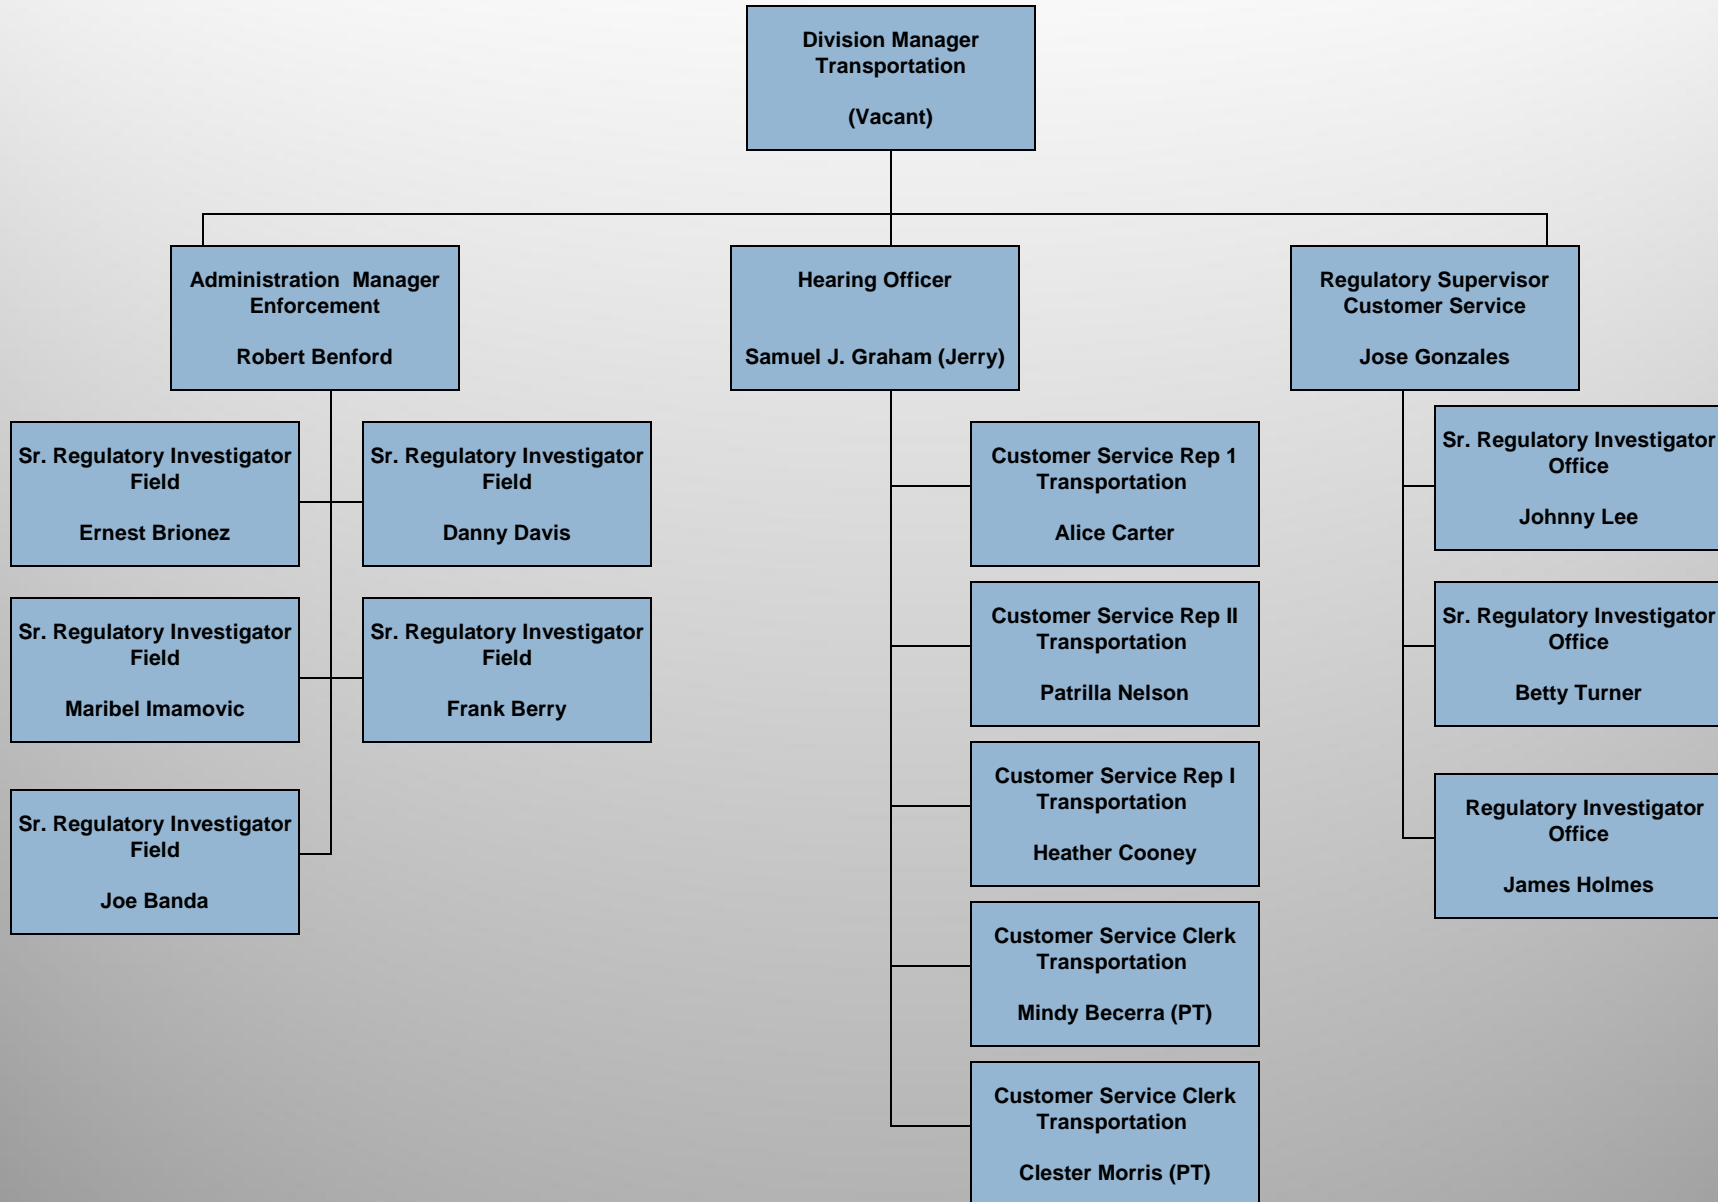 Division Manager
Transportation
(Vacant)
Administration  Manager
Enforcement
Robert Benford
Hearing Officer
Samuel J. Graham (Jerry)
Regulatory Supervisor
Customer Service
Jose Gonzales
Sr. Regulatory Investigator
Field
Ernest Brionez
Sr. Regulatory Investigator
Field
Danny Davis
Sr. Regulatory Investigator
Field
Maribel Imamovic
Sr. Regulatory Investigator
Field
Frank Berry
Sr. Regulatory Investigator
Field
Joe Banda
Customer Service Rep 1
Transportation
Alice Carter
Customer Service Rep II
Transportation
Patrilla Nelson
Customer Service Rep I
Transportation
Heather Cooney
Customer Service Clerk
Transportation
Mindy Becerra (PT)
Customer Service Clerk
Transportation
Clester Morris (PT)
Sr. Regulatory Investigator
Office
Johnny Lee
Sr. Regulatory Investigator
Office
Betty Turner
Regulatory Investigator
Office
James Holmes